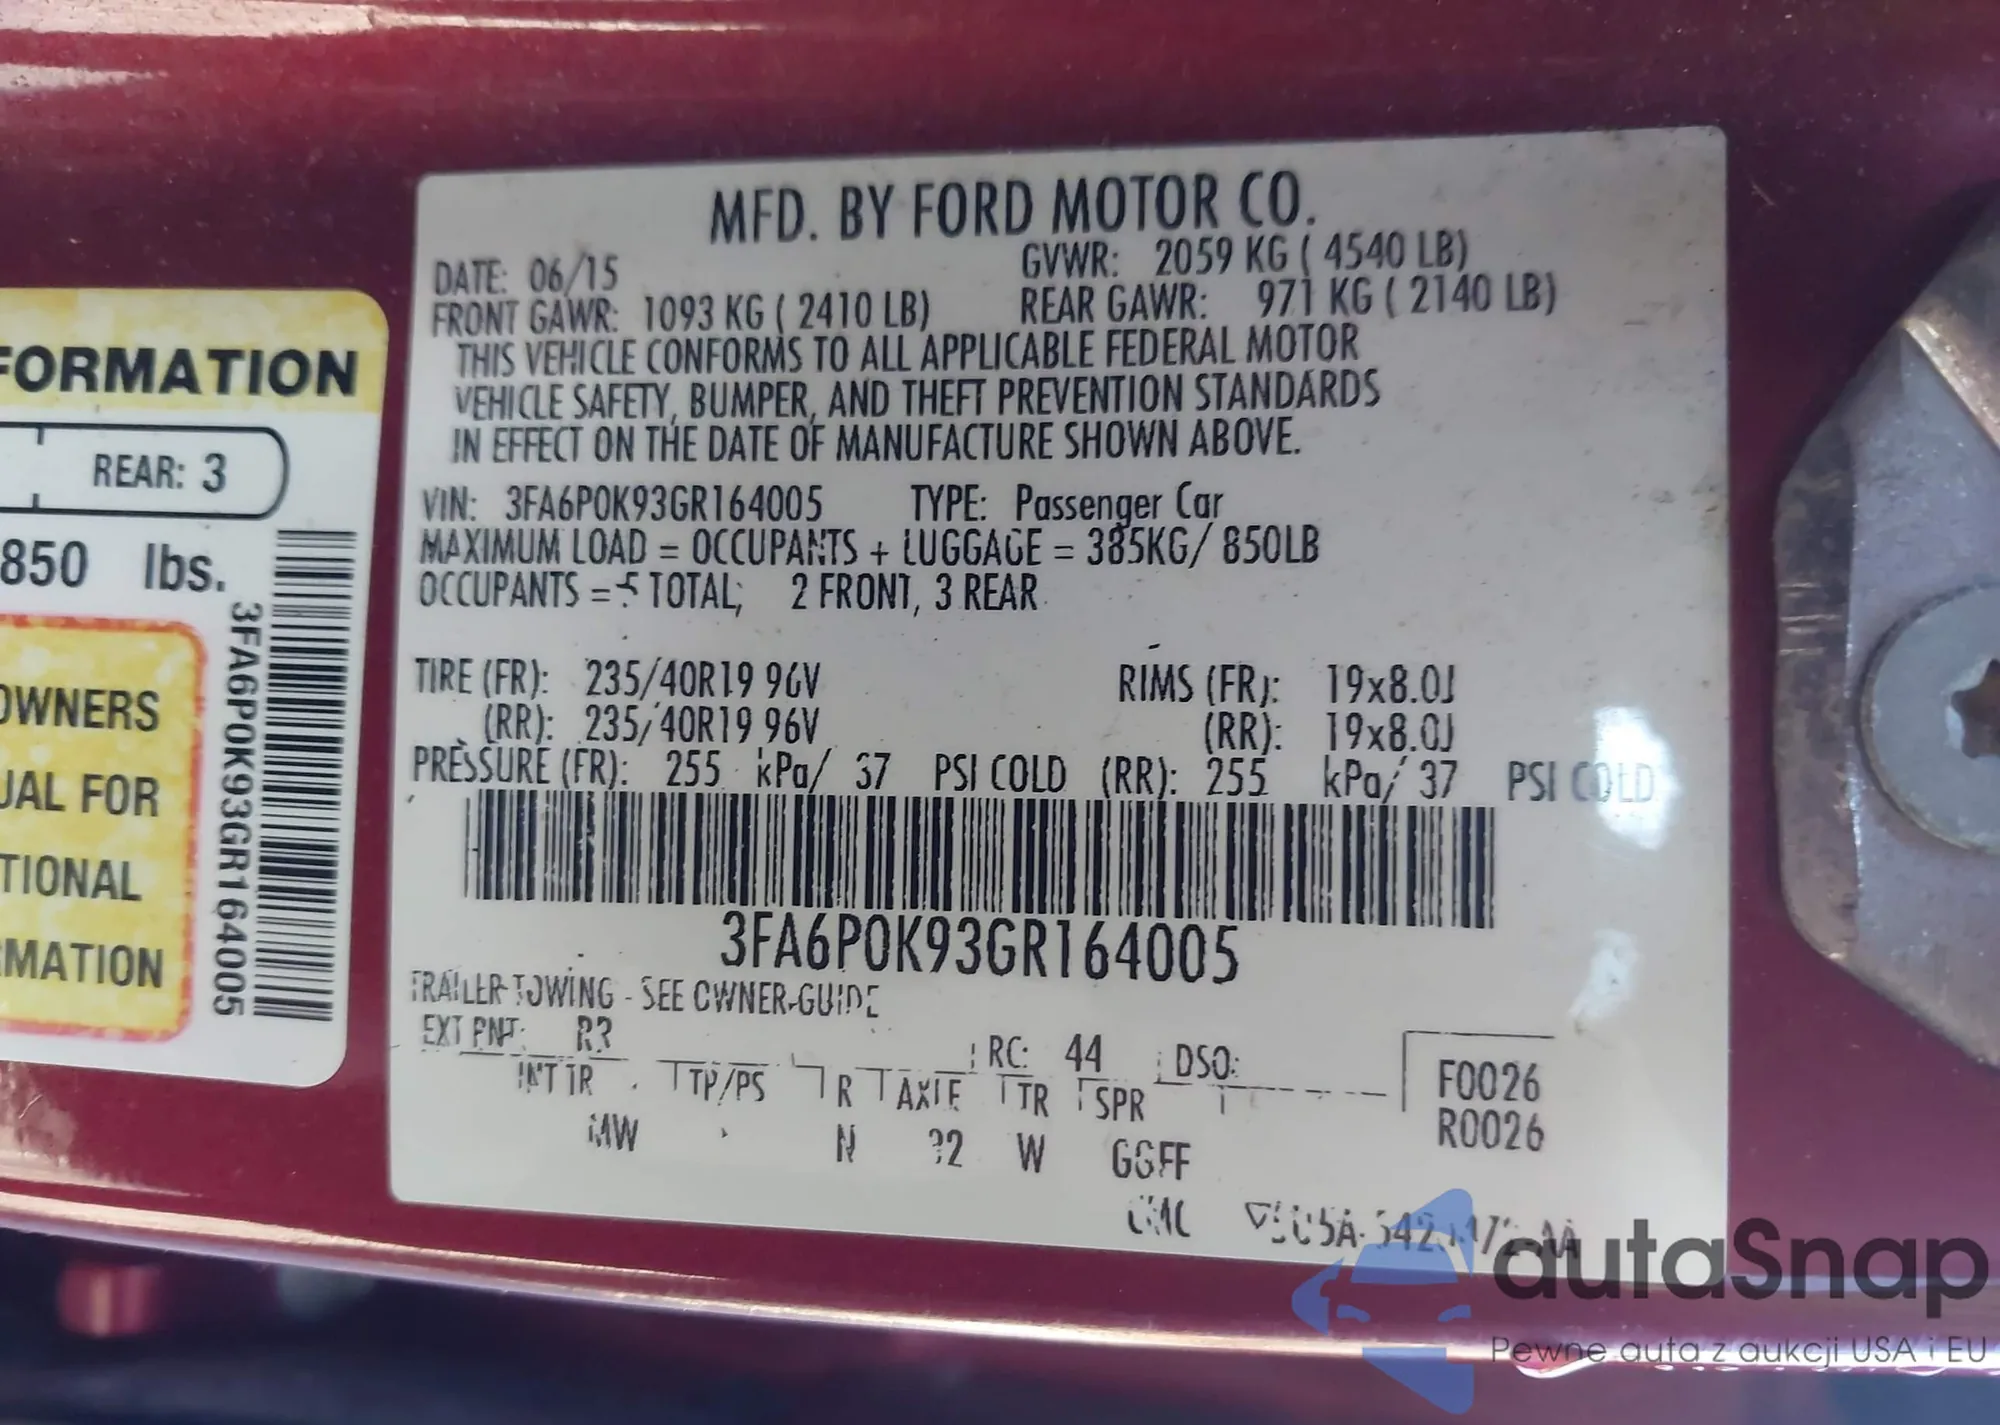 FORMATION
REAR: 3
850 lbs.
OWNERS
UAL FOR
TIONAL
MATION
3FA6P0K93GR164005
MFD. BY FORD MOTOR CO.
DATE: 06/15 GVWR: 2059 KG ( 4540 LB)
FRONT GAWR: 1093 KG ( 2410 LB) REAR GAWR: 971 KG ( 2140 LB)
THIS VEHICLE CONFORMS TO ALL APPLICABLE FEDERAL MOTOR
VEHICLE SAFETY, BUMPER, AND THEFT PREVENTION STANDARDS
IN EFFECT ON THE DATE OF MANUFACTURE SHOWN ABOVE.
VIN: 3FA6P0K93GR164005 TYPE: Passenger Car
MAXIMUM LOAD = OCCUPANTS + LUGGAGE = 385KG/ 850LB
OCCUPANTS = 5 TOTAL; 2 FRONT, 3 REAR
TIRE (FR): 235/40R19 96V RIMS (FR): 19x8.0J
(RR): 235/40R19 96V (RR): 19x8.0J
PRESSURE (FR): 255 kPa/ 37 PSI COLD (RR): 255 kPa/ 37 PSI COLD
3FA6P0K93GR164005
TRAILER TOWING - SEE OWNER GUIDE
EXT PNT: RC: 44 DSO:
INT TR TP/PS R AXLE TR SPR F0026
MW N W GGFF R0026
autaSnap
Pewne auta z aukcji USA i EU